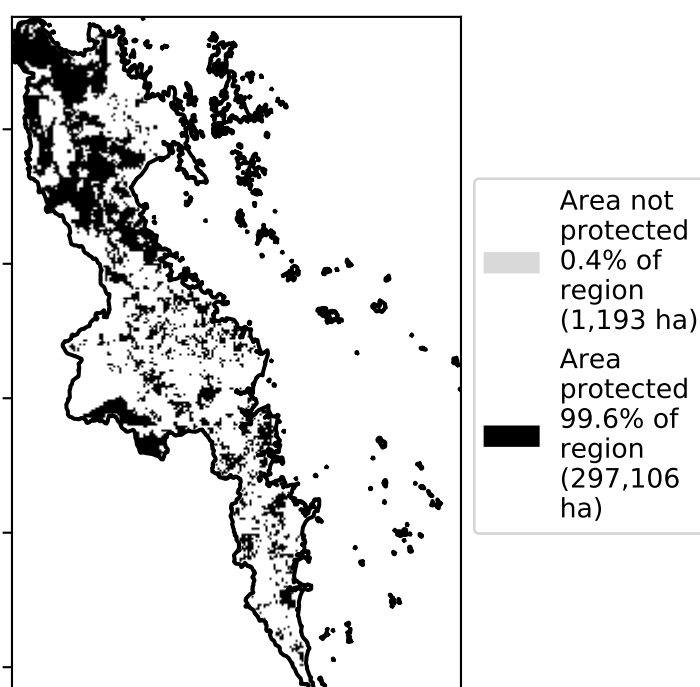 Area not
protected
0.4% of
region
(1,193 ha)
Area
protected
99.6% of
region
(297,106
ha)